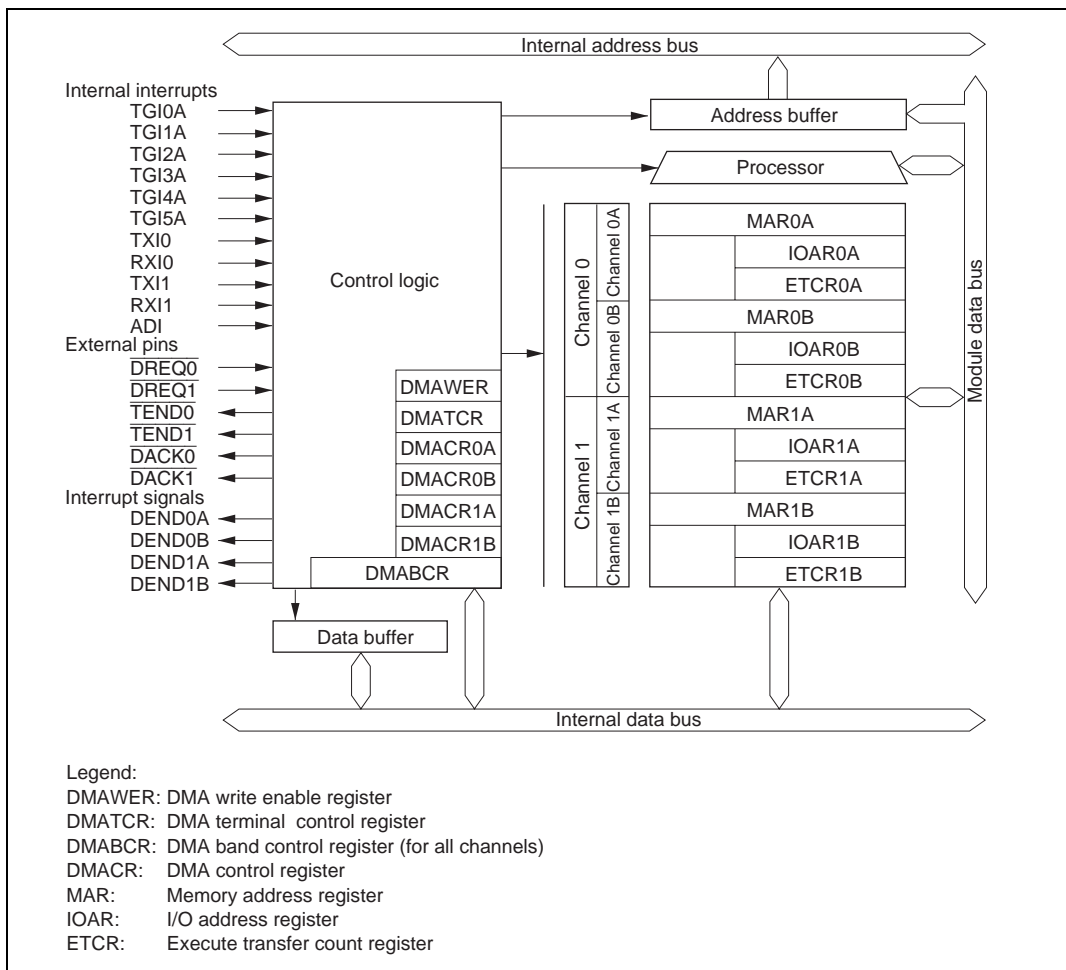 Internal address bus
Internal interrupts
TGI0A
TGI1A
TGI2A
TGI3A
TGI4A
TGI5A
TXI0
RXI0
TXI1
RXI1
ADI
External pins
DREQ0
DREQ1
TEND0
TEND1
DACK0
DACK1
Interrupt signals
DEND0A
DEND0B
DEND1A
DEND1B
Control logic
DMAWER
DMATCR
DMACR0A
DMACR0B
DMACR1A
DMACR1B
DMABCR
Data buffer
Address buffer
Processor
Channel 0
Channel 0A
Channel 0B
Channel 1
Channel 1A
Channel 1B
MAR0A
IOAR0A
ETCR0A
MAR0B
IOAR0B
ETCR0B
MAR1A
IOAR1A
ETCR1A
MAR1B
IOAR1B
ETCR1B
Module data bus
Internal data bus
Legend:
DMAWER: DMA write enable register
DMATCR: DMA terminal control register
DMABCR: DMA band control register (for all channels)
DMACR: DMA control register
MAR: Memory address register
IOAR: I/O address register
ETCR: Execute transfer count register